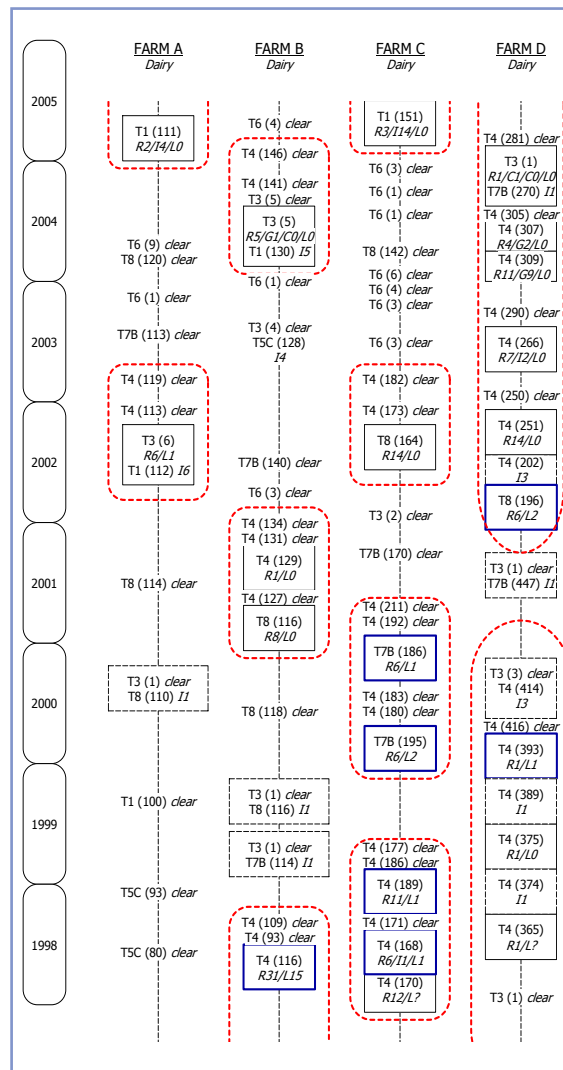 FARM A
Dairy
FARM B
Dairy
FARM C
Dairy
FARM D
Dairy
2005
2004
2003
2002
2001
2000
1999
1998
T1 (111)
R2/I4/L0
T6 (9) clear
T8 (120) clear
T6 (1) clear
T7B (113) clear
T4 (119) clear
T4 (113) clear
T3 (6)
R6/L1
T1 (112) I6
T8 (114) clear
T3 (1) clear
T8 (110) I1
T1 (100) clear
T5C (93) clear
T5C (80) clear
T6 (4) clear
T4 (146) clear
T4 (141) clear
T3 (5) clear
T3 (5)
R5/G1/C0/L0
T1 (130) I5
T6 (1) clear
T3 (4) clear
T5C (128)
I4
T7B (140) clear
T6 (3) clear
T4 (134) clear
T4 (131) clear
T4 (129)
R1/L0
T4 (127) clear
T8 (116)
R8/L0
T8 (118) clear
T3 (1) clear
T8 (116) I1
T3 (1) clear
T7B (114) I1
T4 (109) clear
T4 (93) clear
T4 (116)
R31/L15
T1 (151)
R3/I14/L0
T6 (3) clear
T6 (1) clear
T6 (1) clear
T8 (142) clear
T6 (6) clear
T6 (4) clear
T6 (3) clear
T6 (3) clear
T4 (182) clear
T4 (173) clear
T8 (164)
R14/L0
T3 (2) clear
T7B (170) clear
T4 (211) clear
T4 (192) clear
T7B (186)
R6/L1
T4 (183) clear
T4 (180) clear
T7B (195)
R6/L2
T4 (177) clear
T4 (186) clear
T4 (189)
R11/L1
T4 (171) clear
T4 (168)
R6/I1/L1
T4 (170)
R12/L?
T4 (281) clear
T3 (1)
R1/C1/C0/L0
T7B (270) I1
T4 (305) clear
T4 (307)
R4/G2/L0
T4 (309)
R11/G9/L0
T4 (290) clear
T4 (266)
R7/I2/L0
T4 (250) clear
T4 (251)
R14/L0
T4 (202)
I3
T8 (196)
R6/L2
T3 (1) clear
T7B (447) I1
T3 (3) clear
T4 (414)
I3
T4 (416) clear
T4 (393)
R1/L1
T4 (389)
I1
T4 (375)
R1/L0
T4 (374)
I1
T4 (365)
R1/L?
T3 (1) clear